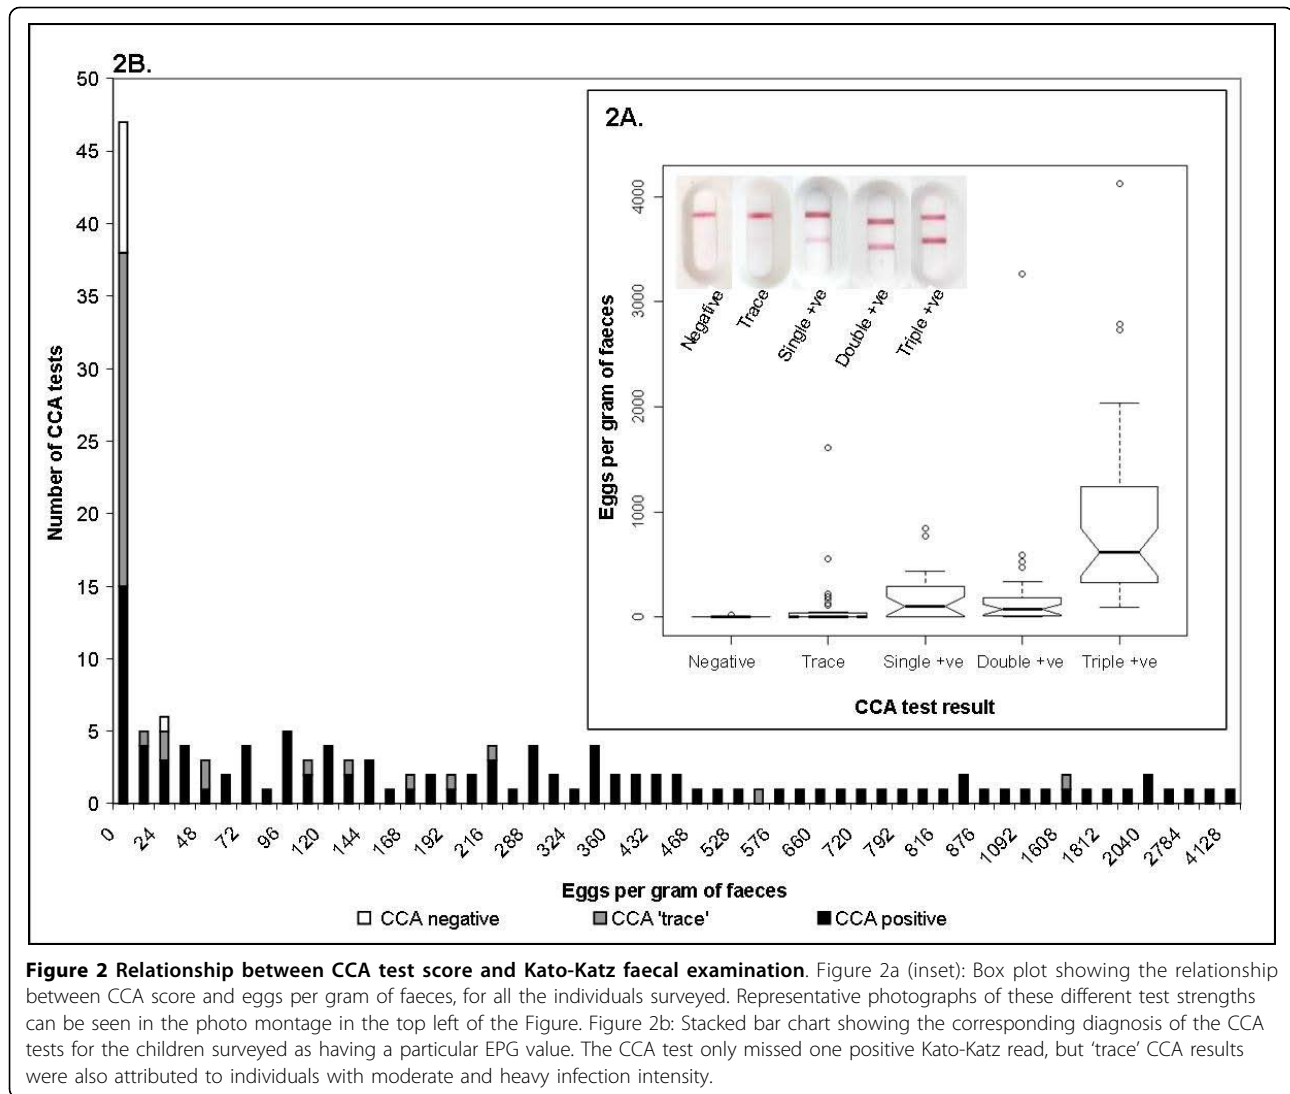 2B.
50
45
40
35
30
25
20
15
10
5
0
Number of CCA tests
0
24
48
72
96
120
144
168
192
216
288
324
360
432
468
528
576
660
720
792
816
876
1092
1608
1812
2040
2784
4128
Eggs per gram of faeces
CCA negative
CCA 'trace'
CCA positive
2A.
4000
3000
2000
1000
0
Eggs per gram of faeces
Negative
Trace
Single +ve
Double +ve
Triple +ve
Negative
Trace
Single +ve
Double +ve
Triple +ve
CCA test result
Figure 2 Relationship between CCA test score and Kato-Katz faecal examination. Figure 2a (inset): Box plot showing the relationship
between CCA score and eggs per gram of faeces, for all the individuals surveyed. Representative photographs of these different test strengths
can be seen in the photo montage in the top left of the Figure. Figure 2b: Stacked bar chart showing the corresponding diagnosis of the CCA
tests for the children surveyed as having a particular EPG value. The CCA test only missed one positive Kato-Katz read, but 'trace' CCA results
were also attributed to individuals with moderate and heavy infection intensity.